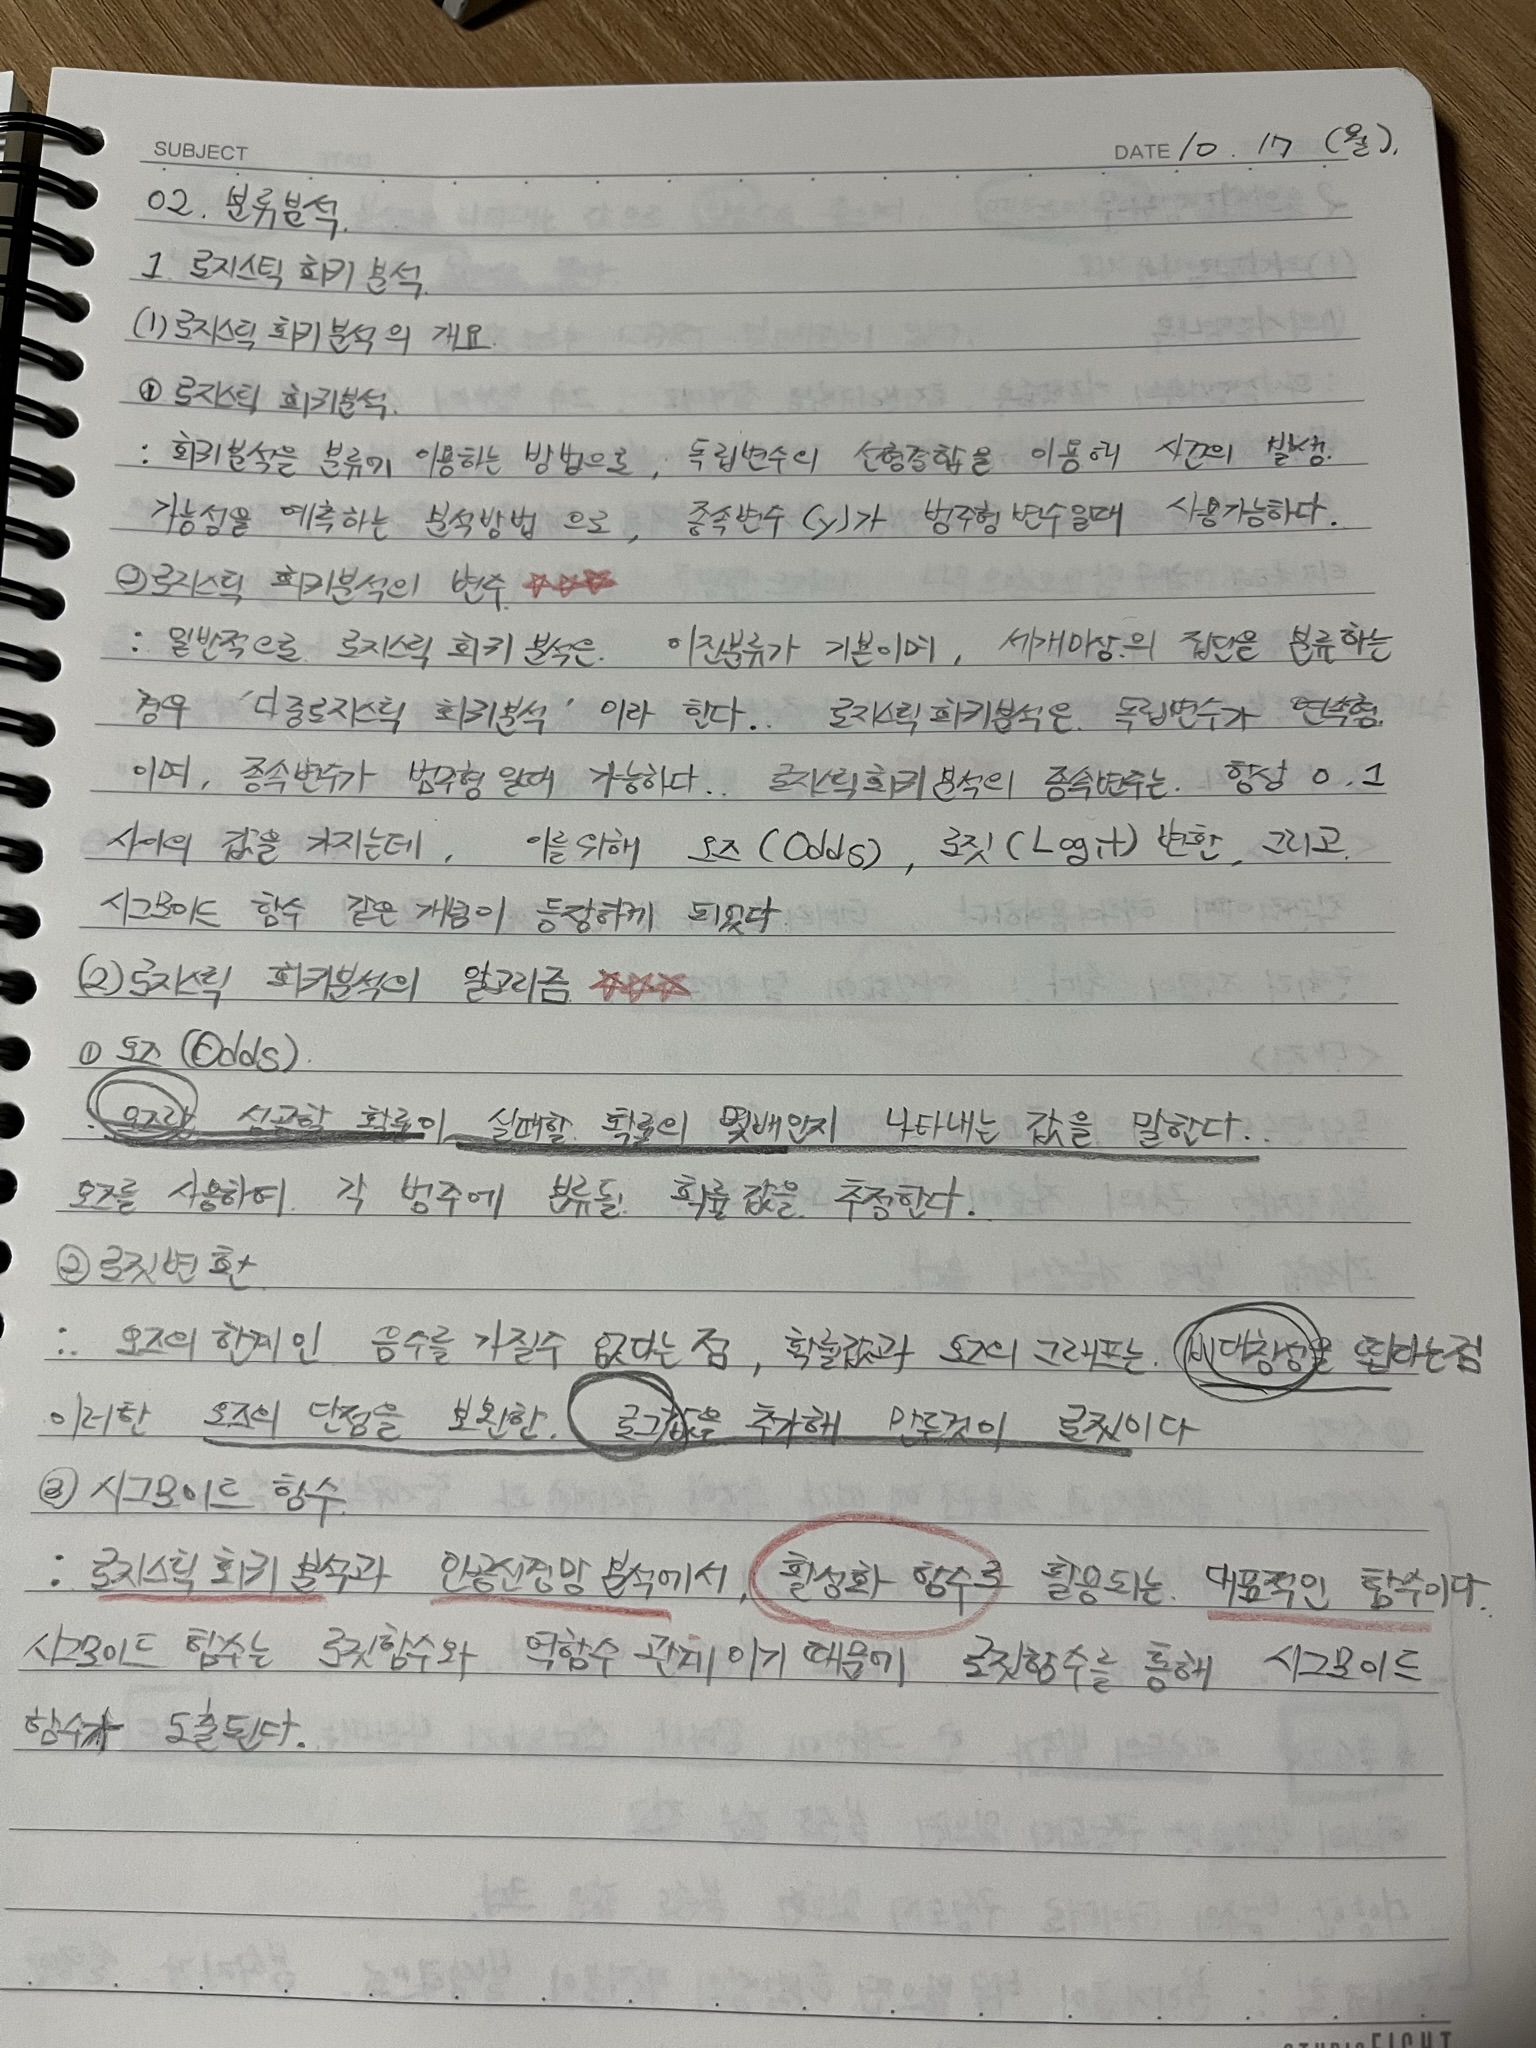 SUBJECT
DATE 10. 17 (월).
02. 분류분석.
1 로지스틱 회귀 분석.
(1) 로지스틱 회귀분석의 개요.
① 로지스틱 회귀분석.
: 회귀분석을 분류에 이용하는 방법으로, 독립변수의 선형결합을 이용해 사건의 발생.
가능성을 예측하는 분석방법 으로, 종속변수 (y)가 범주형 변수일때 사용가능하다.
② 로지스틱 회귀분석의 변수. ☆☆☆
: 일반적으로 로지스틱 회귀 분석은. 이진분류가 기본이며, 세개이상.의 집단을 분류하는
경우 '다중로지스틱 회귀분석' 이라 한다.. 로지스틱회귀분석은. 독립변수가 연속형.
이며, 종속변수가 범주형 일때 가능하다.. 로지스틱회귀분석의 종속변수는. 항상 0.1
사이의 값을 가지는데, 이를 위해 오즈 (Odds), 로짓 (Logit) 변환, 그리고.
시그모이드 함수 같은 개념이 등장하게 되었다.
(2) 로지스틱 회귀분석의 알고리즘. ☆☆☆
① 오즈 (Odds).
: 오즈란 성공할 확률이 실패할. 확률의 몇배인지 나타내는 값을 말한다..
오즈를 사용하여. 각 범주에 분류될. 확률 값을. 추정한다.
② 로짓변환
: 오즈의 한계인 음수를 가질수 없다는 점, 확률값과 오즈의 그래프는. 비대칭성을 띈다는점
이러한 오즈의 단점을 보완한. 로그값을 추가해 만든것이 로짓이다
③ 시그모이드 함수.
: 로지스틱 회귀 분석과 인공신경망 분석에서, 활성화 함수로 활용되는. 대표적인 함수이다.
시그모이드 함수는 로짓함수와 역함수 관계 이기 때문에 로짓함수를 통해 시그모이드
함수가 도출된다.